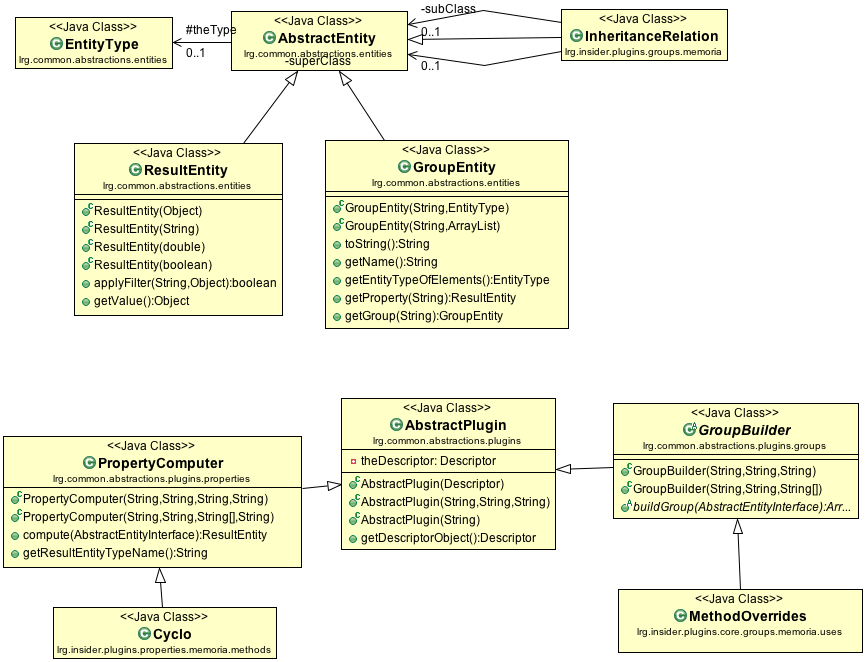 <<Java Class>>
EntityType
lrg.common.abstractions.entities
#theType
0..1
<<Java Class>>
AbstractEntity
lrg.common.abstractions.entities
-superClass
-subClass
0..1
0..1
<<Java Class>>
InheritanceRelation
lrg.insider.plugins.groups.memoria
<<Java Class>>
ResultEntity
lrg.common.abstractions.entities
ResultEntity(Object)
ResultEntity(String)
ResultEntity(double)
ResultEntity(boolean)
applyFilter(String,Object):boolean
getValue():Object
<<Java Class>>
GroupEntity
lrg.common.abstractions.entities
GroupEntity(String,EntityType)
GroupEntity(String,ArrayList)
toString():String
getName():String
getEntityTypeOfElements():EntityType
getProperty(String):ResultEntity
getGroup(String):GroupEntity
<<Java Class>>
PropertyComputer
lrg.common.abstractions.plugins.properties
PropertyComputer(String,String,String,String)
PropertyComputer(String,String,String[],String)
compute(AbstractEntityInterface):ResultEntity
getResultEntityTypeName():String
<<Java Class>>
AbstractPlugin
lrg.common.abstractions.plugins
theDescriptor: Descriptor
AbstractPlugin(Descriptor)
AbstractPlugin(String,String,String)
AbstractPlugin(String)
getDescriptorObject():Descriptor
<<Java Class>>
GroupBuilder
lrg.common.abstractions.plugins.groups
GroupBuilder(String,String,String)
GroupBuilder(String,String,String[])
buildGroup(AbstractEntityInterface):Arr...
<<Java Class>>
Cyclo
lrg.insider.plugins.properties.memoria.methods
<<Java Class>>
MethodOverrides
lrg.insider.plugins.core.groups.memoria.uses